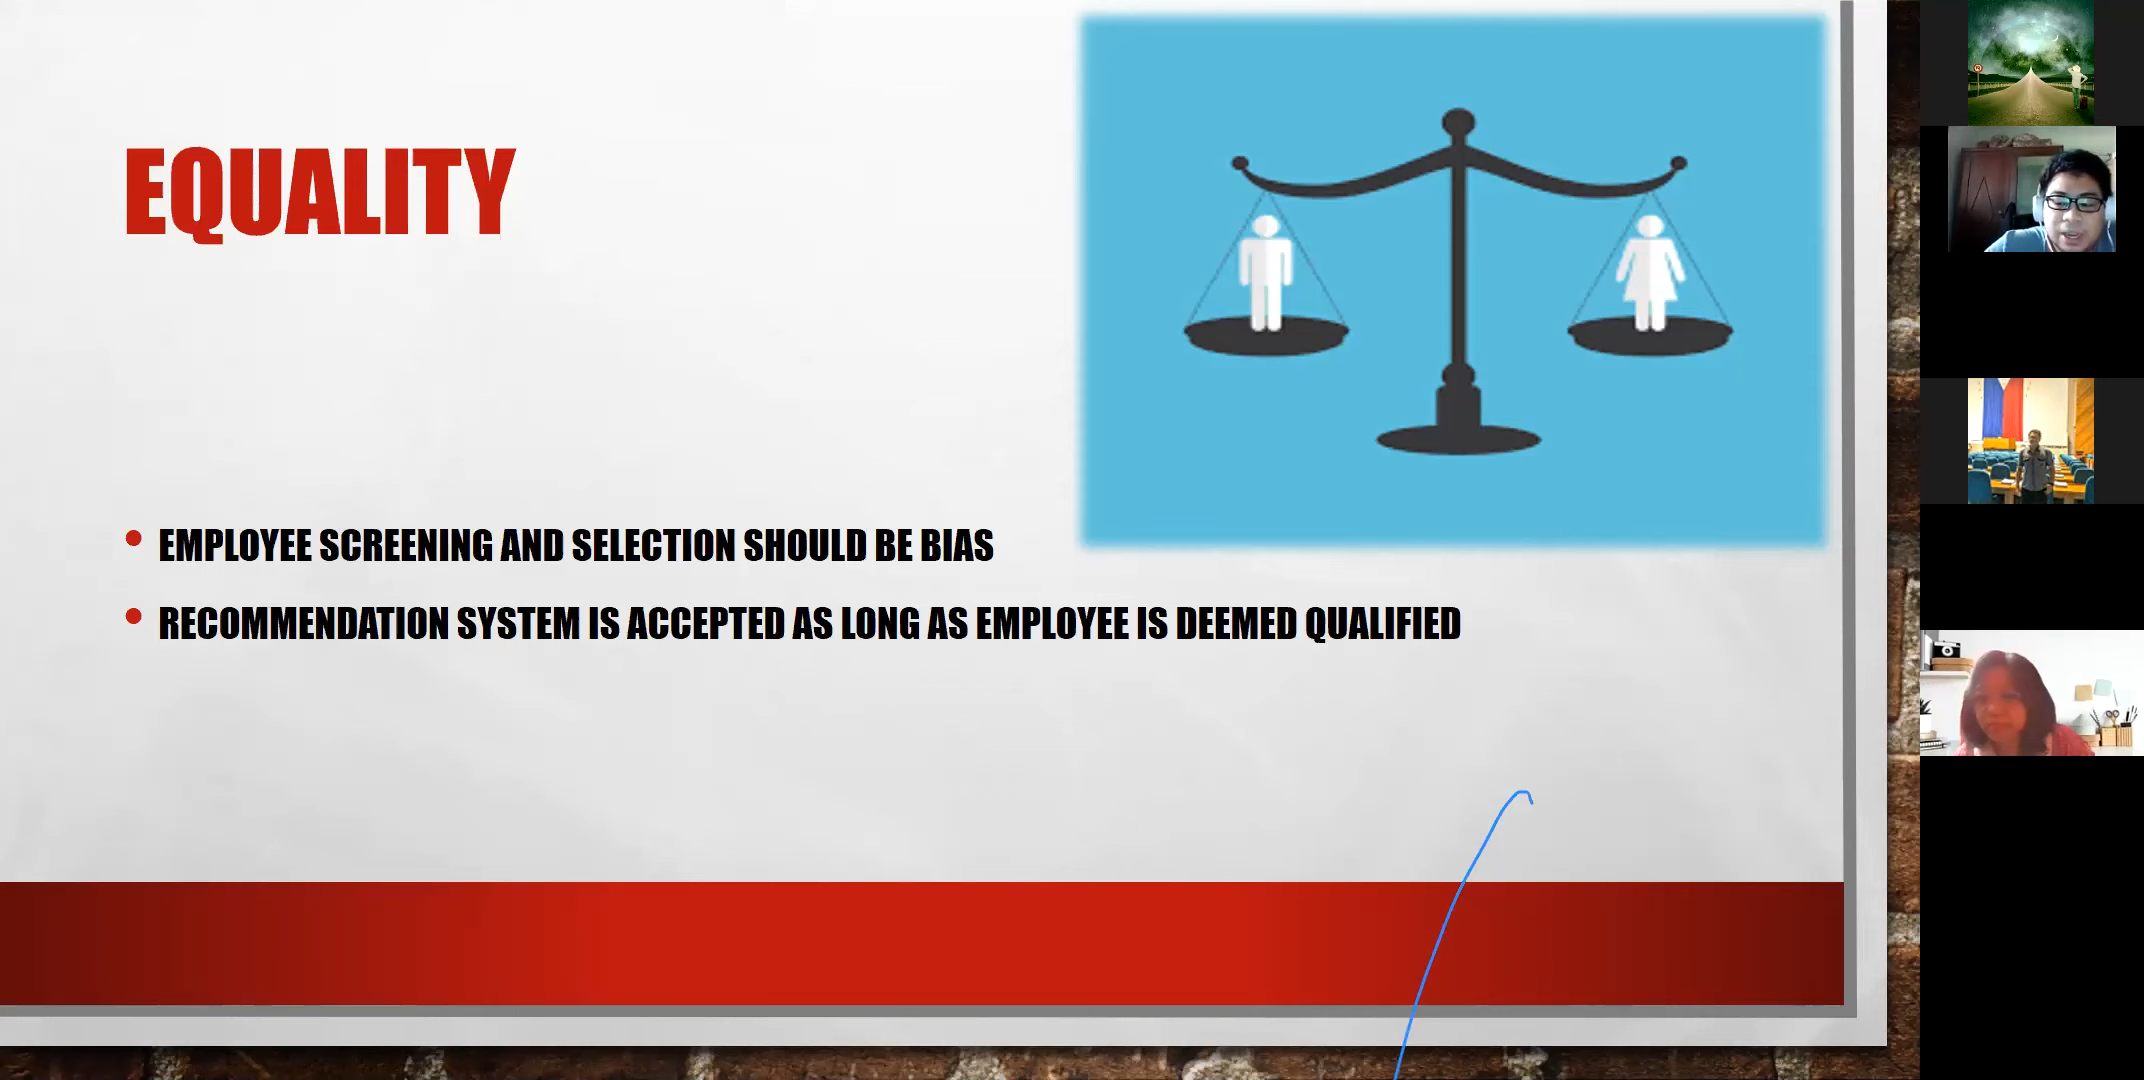 EQUALITY
EMPLOYEE SCREENING AND SELECTION SHOULD BE BIAS
RECOMMENDATION SYSTEM IS ACCEPTED AS LONG AS EMPLOYEE IS DEEMED QUALIFIED